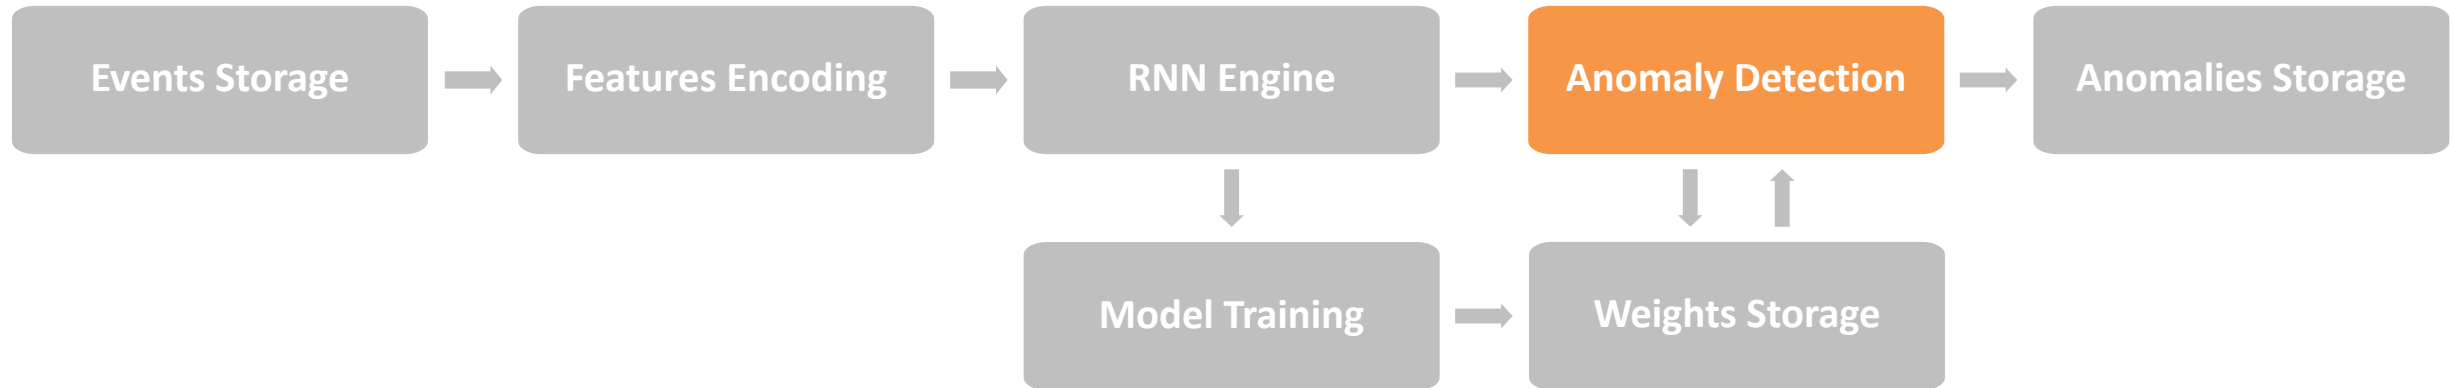 Events Storage
Features Encoding
RNN Engine
Anomaly Detection
Anomalies Storage
Model Training
Weights Storage